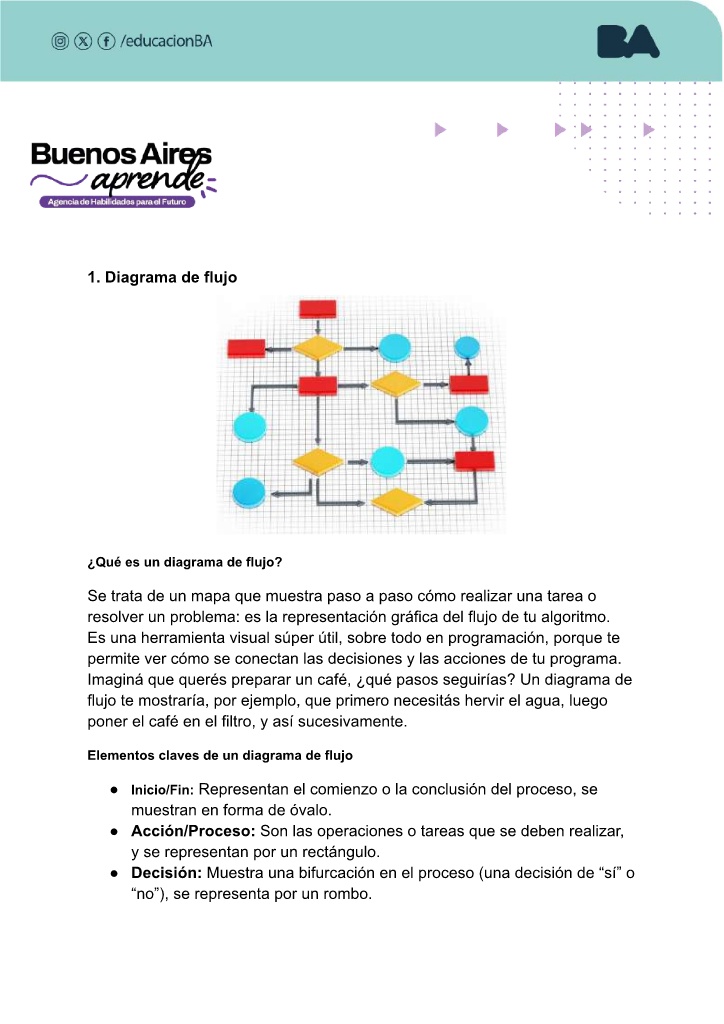 /educacionBA
BA
Buenos Aires
aprende
Agencia de Habilidades para el Futuro
1. Diagrama de flujo
¿Qué es un diagrama de flujo?
Se trata de un mapa que muestra paso a paso cómo realizar una tarea o
resolver un problema: es la representación gráfica del flujo de tu algoritmo.
Es una herramienta visual súper útil, sobre todo en programación, porque te
permite ver cómo se conectan las decisiones y las acciones de tu programa.
Imaginá que querés preparar un café, ¿qué pasos seguirías? Un diagrama de
flujo te mostraría, por ejemplo, que primero necesitás hervir el agua, luego
poner el café en el filtro, y así sucesivamente.
Elementos claves de un diagrama de flujo
● Inicio/Fin: Representan el comienzo o la conclusión del proceso, se
muestran en forma de óvalo.
● Acción/Proceso: Son las operaciones o tareas que se deben realizar,
y se representan por un rectángulo.
● Decisión: Muestra una bifurcación en el proceso (una decisión de “sí” o
“no”), se representa por un rombo.